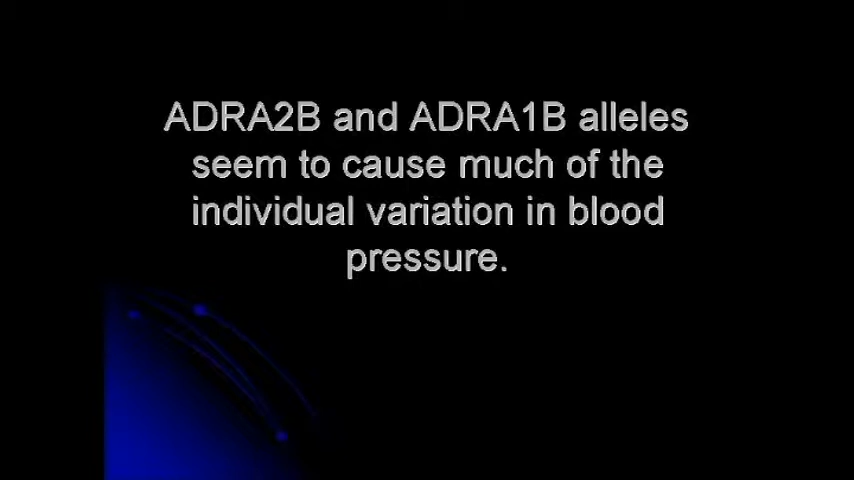 ADRA2B and ADRA1B alleles
seem to cause much of the
individual variation in blood
pressure.